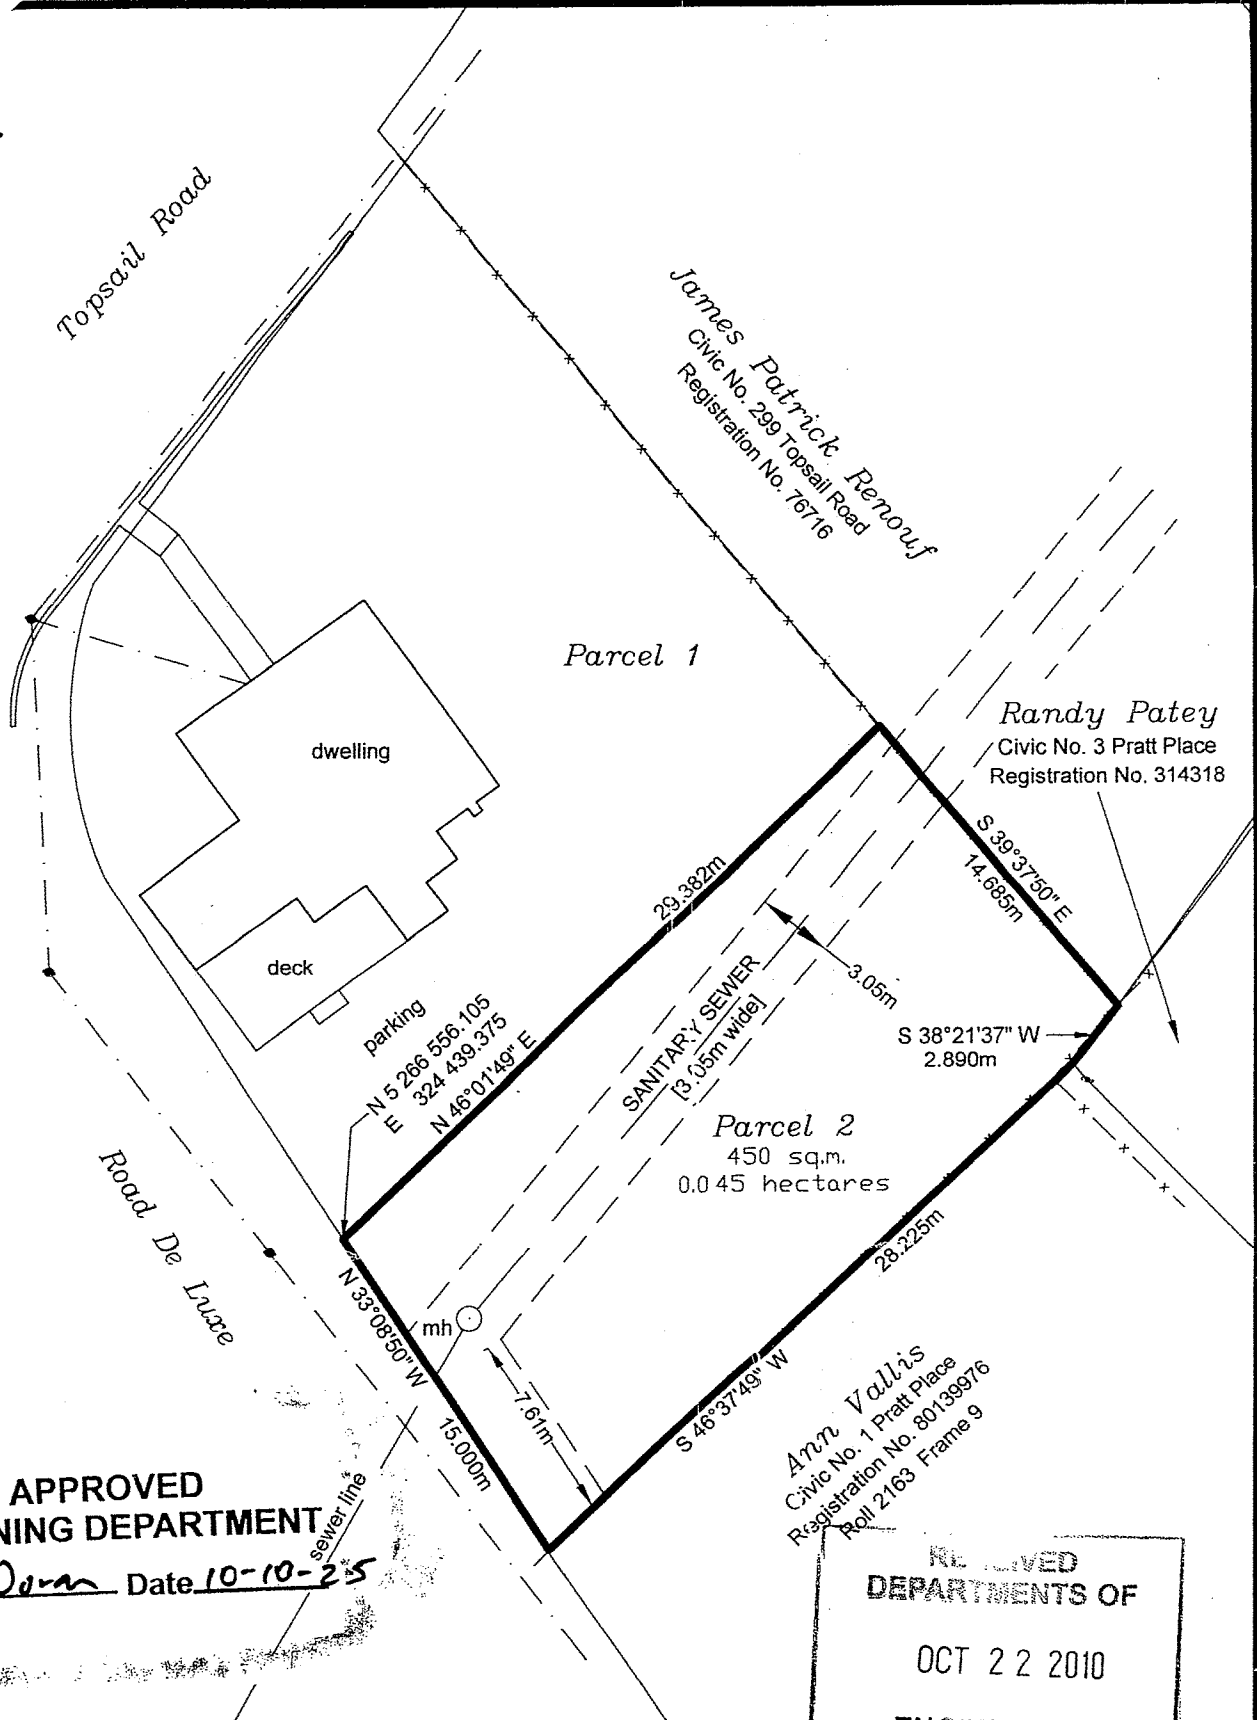 Topsail Road
James Patrick Renouf
Civic No. 299 Topsail Road
Registration No. 76716
Parcel 1
Randy Patey
Civic No. 3 Pratt Place
Registration No. 314318
dwelling
deck
parking
N 5 266 556.105
E 324 439.375
N 46°01'49" E
29.382m
S 39°37'50" E
14.685m
SANITARY SEWER
[3.05m wide]
3.05m
S 38°21'37" W
2.890m
Parcel 2
450 sq.m.
0.045 hectares
28.225m
S 46°37'49" W
Road De Luxe
N 33°08'50" W
15.000m
mh
7.61m
sewer line
Ann Vallis
Civic No. 1 Pratt Place
Registration No. 80139976
Roll 2163 Frame 9
APPROVED
NING DEPARTMENT
Date 10-10-25
DEPARTMENTS OF
OCT 22 2010